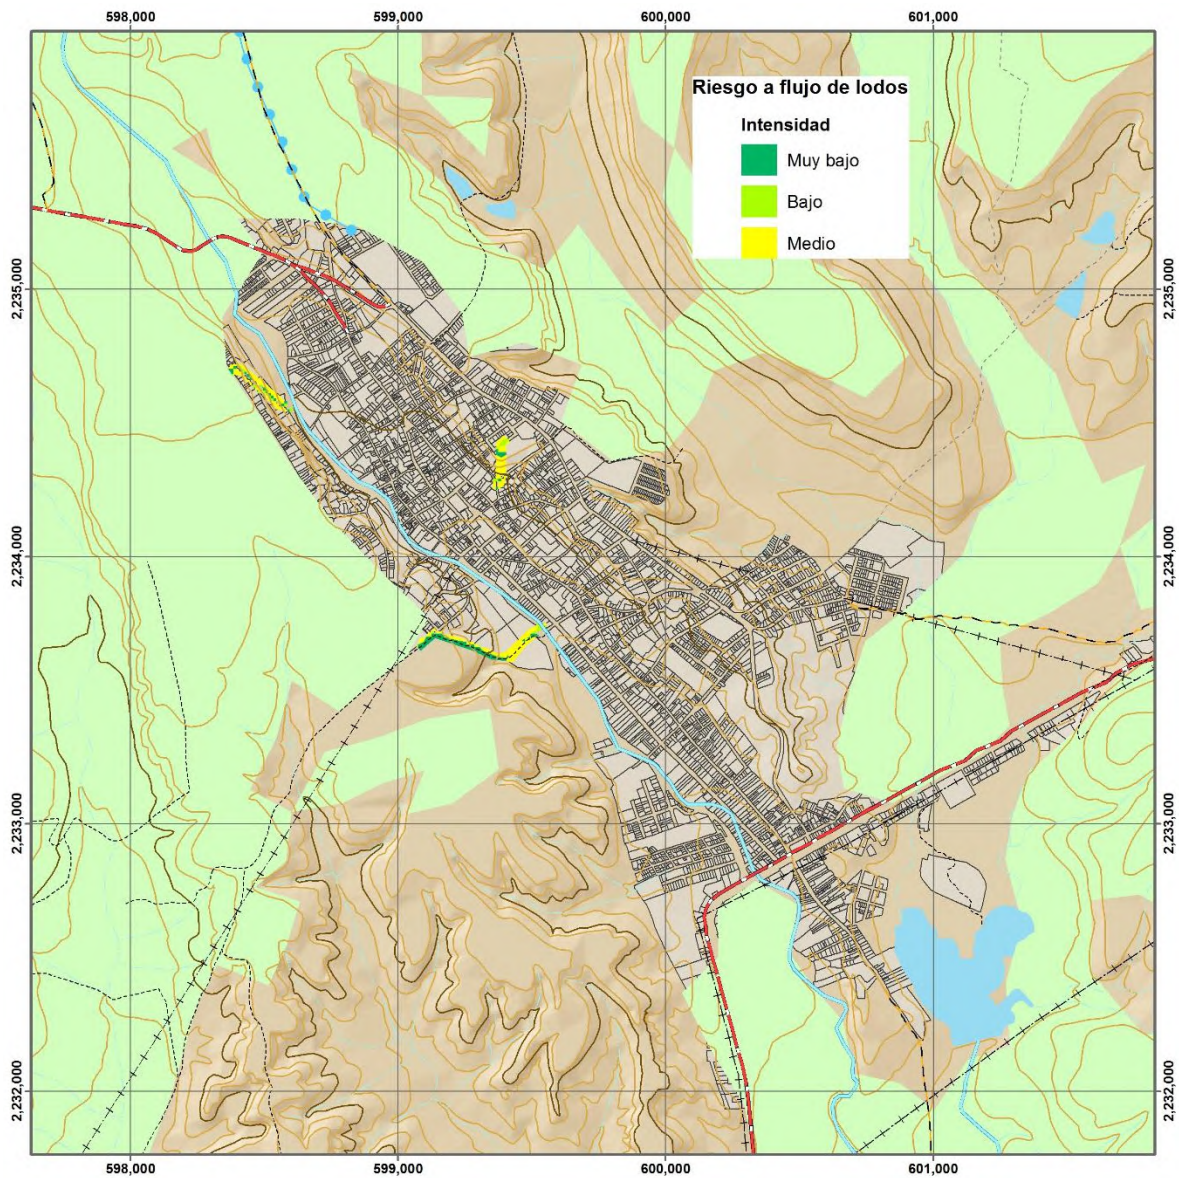 598,000 599,000 600,000 601,000
Riesgo a flujo de lodos
Intensidad
Muy bajo
Bajo
Medio
2,235,000 2,235,000
2,234,000 2,234,000
2,233,000 2,233,000
2,232,000 2,232,000
598,000 599,000 600,000 601,000